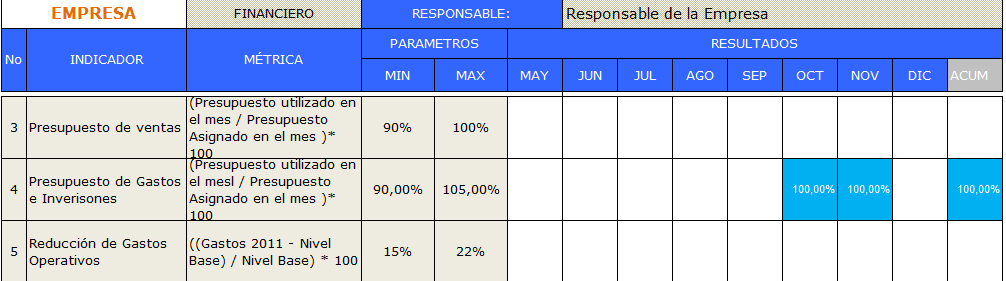 EMPRESA FINANCIERO RESPONSABLE: Responsable de la Empresa
No INDICADOR MÉTRICA PARAMETROS RESULTADOS
MIN MAX MAY JUN JUL AGO SEP OCT NOV DIC ACUM
3 Presupuesto de ventas (Presupuesto utilizado en
el mes / Presupuesto
Asignado en el mes )*
100 90% 100%
4 Presupuesto de Gastos
e Inverisones (Presupuesto utilizado en
el mesl / Presupuesto
Asignado en el mes )*
100 90,00% 105,00% 100,00% 100,00% 100,00%
5 Reducción de Gastos
Operativos ((Gastos 2011 - Nivel
Base) / Nivel Base) * 100 15% 22%